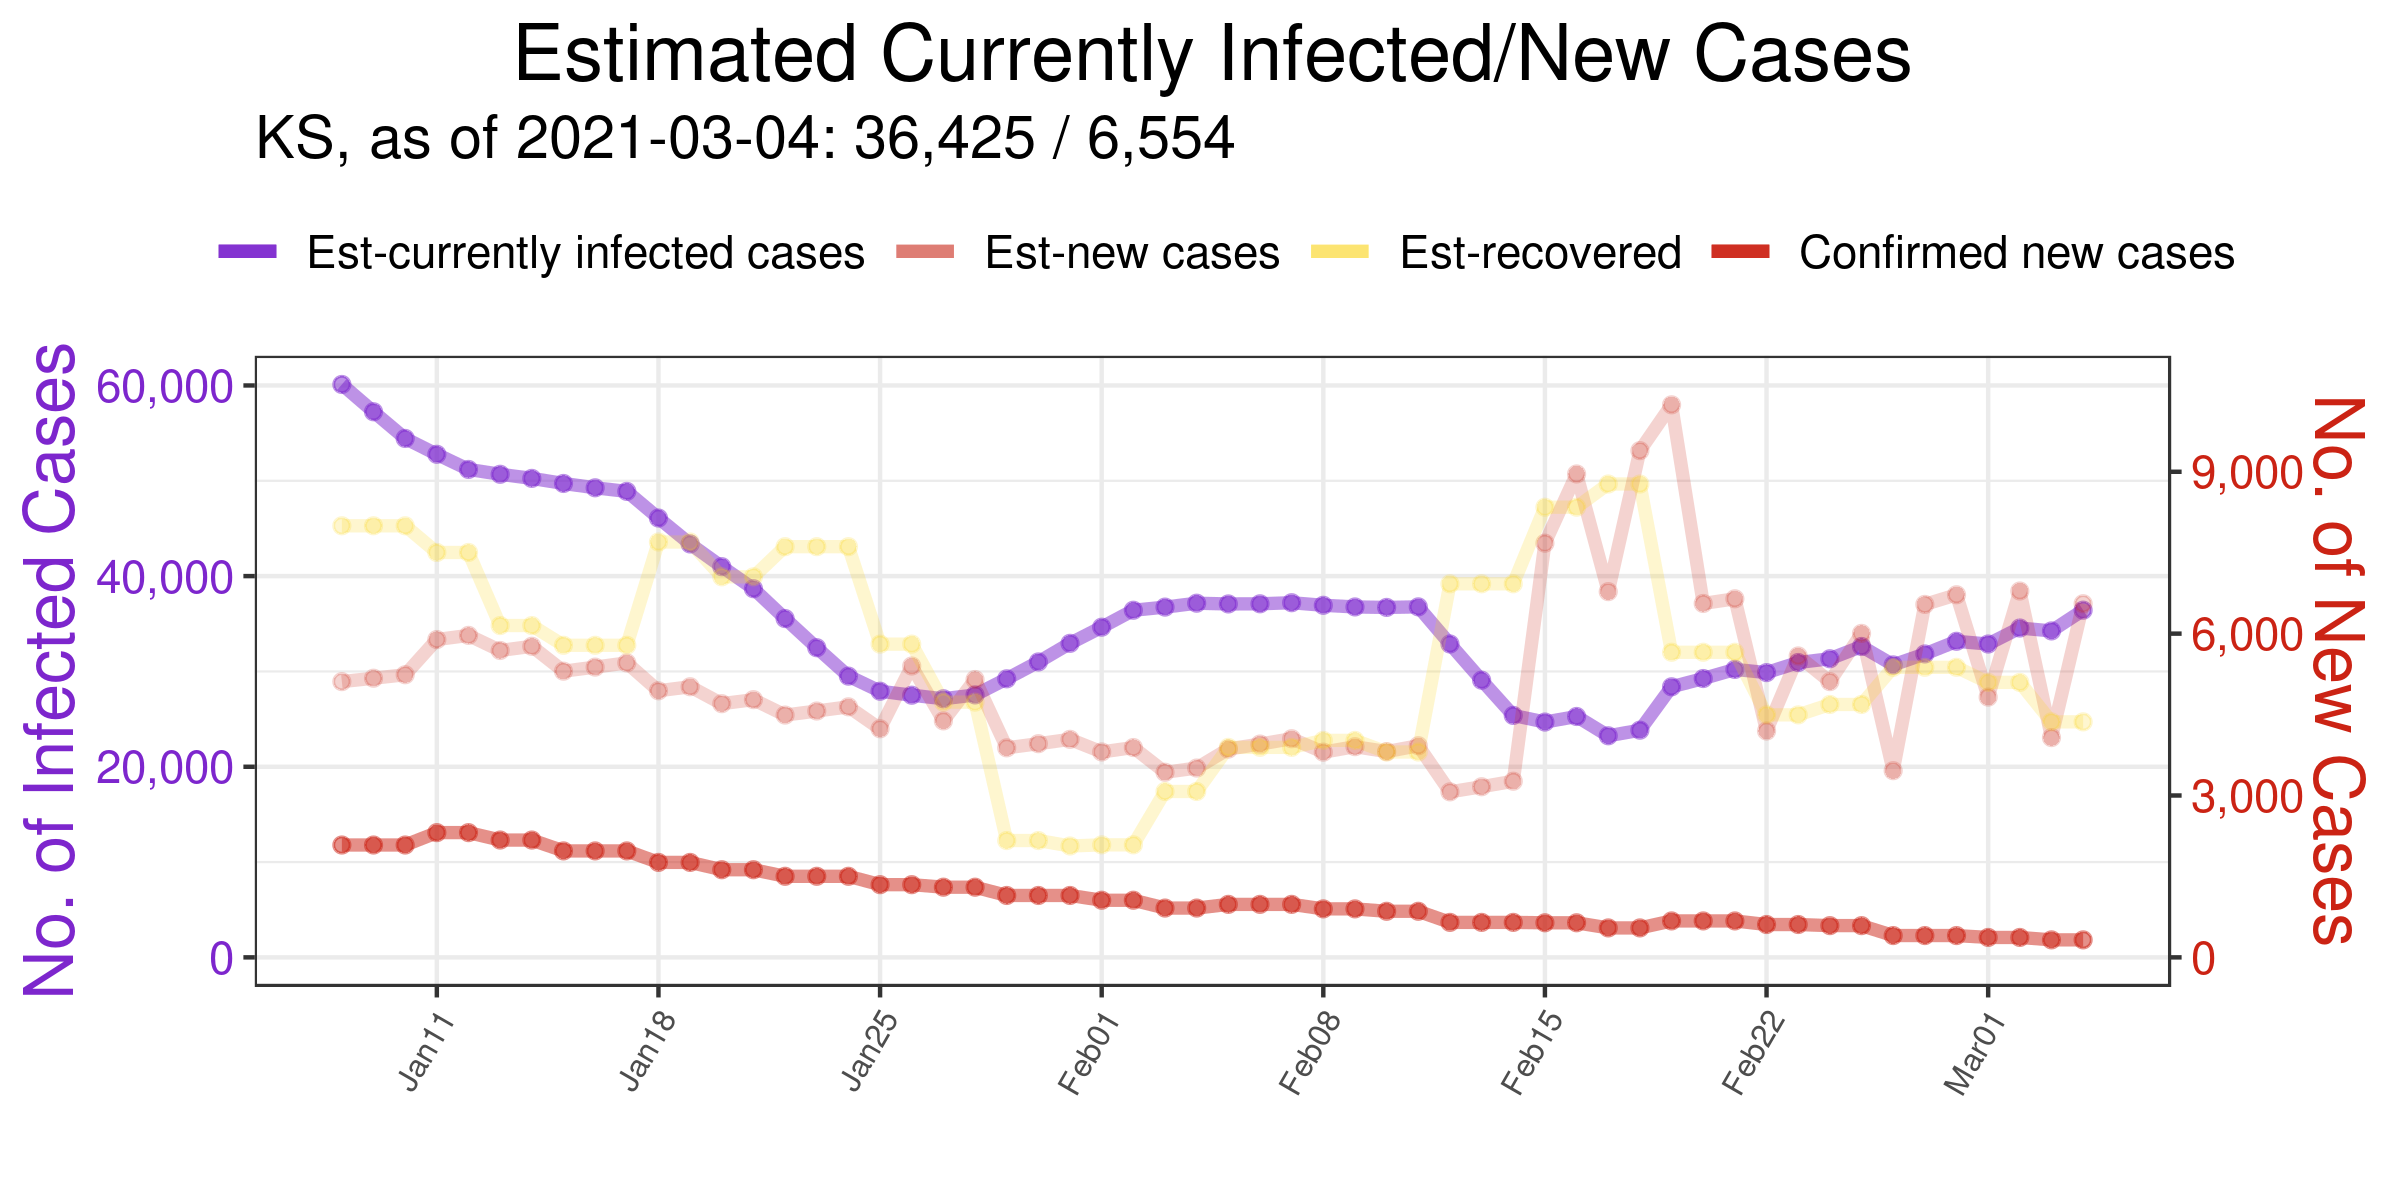 Estimated Currently Infected/New Cases
KS, as of 2021-03-04: 36,425 / 6,554
Est-currently infected cases Est-new cases Est-recovered Confirmed new cases
No. of Infected Cases
60,000
40,000
20,000
0
No. of New Cases
9,000
6,000
3,000
0
Jan11 Jan18 Jan25 Feb01 Feb08 Feb15 Feb22 Mar01